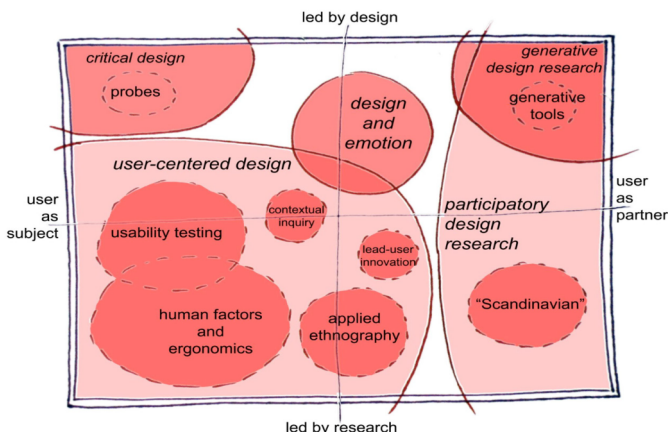 led by design
critical design
probes
generative
design research
generative
tools
design
and
emotion
user-centered design
user
as
subject
user
as
partner
contextual
inquiry
usability testing
participatory
design
research
lead-user
innovation
human factors
and
ergonomics
applied
ethnography
“Scandinavian”
led by research